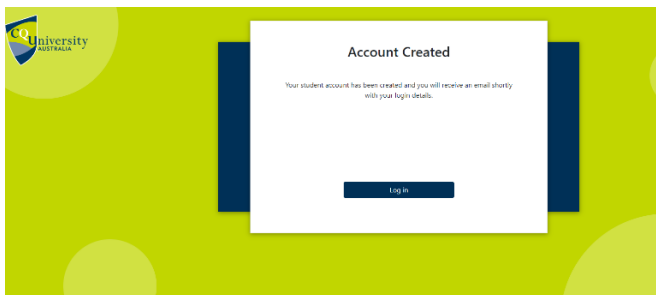 CQUniversity
AUSTRALIA
Account Created
Your student account has been created and you will receive an email shortly
with your login details.
Log in